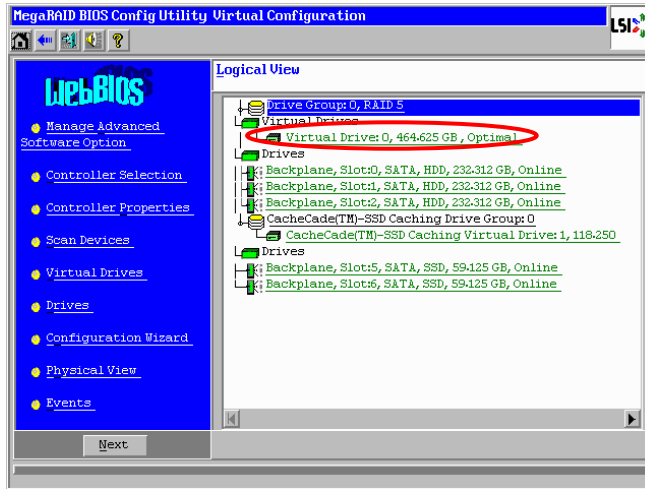 MegaRAID BIOS Config Utility Virtual Configuration
LSI
WebBIOS
Logical View
Manage Advanced
Software Option
Controller Selection
Controller Properties
Scan Devices
Virtual Drives
Drives
Configuration Wizard
Physical View
Events
Next
Drive Group: 0, RAID 5
Virtual Drives
Virtual Drive: 0, 464.625 GB , Optimal
Drives
Backplane, Slot:0, SATA, HDD, 232.312 GB, Online
Backplane, Slot:1, SATA, HDD, 232.312 GB, Online
Backplane, Slot:2, SATA, HDD, 232.312 GB, Online
CacheCade(TM)-SSD Caching Drive Group: 0
CacheCade(TM)-SSD Caching Virtual Drive: 1, 118.250
Drives
Backplane, Slot:5, SATA, SSD, 59.125 GB, Online
Backplane, Slot:6, SATA, SSD, 59.125 GB, Online